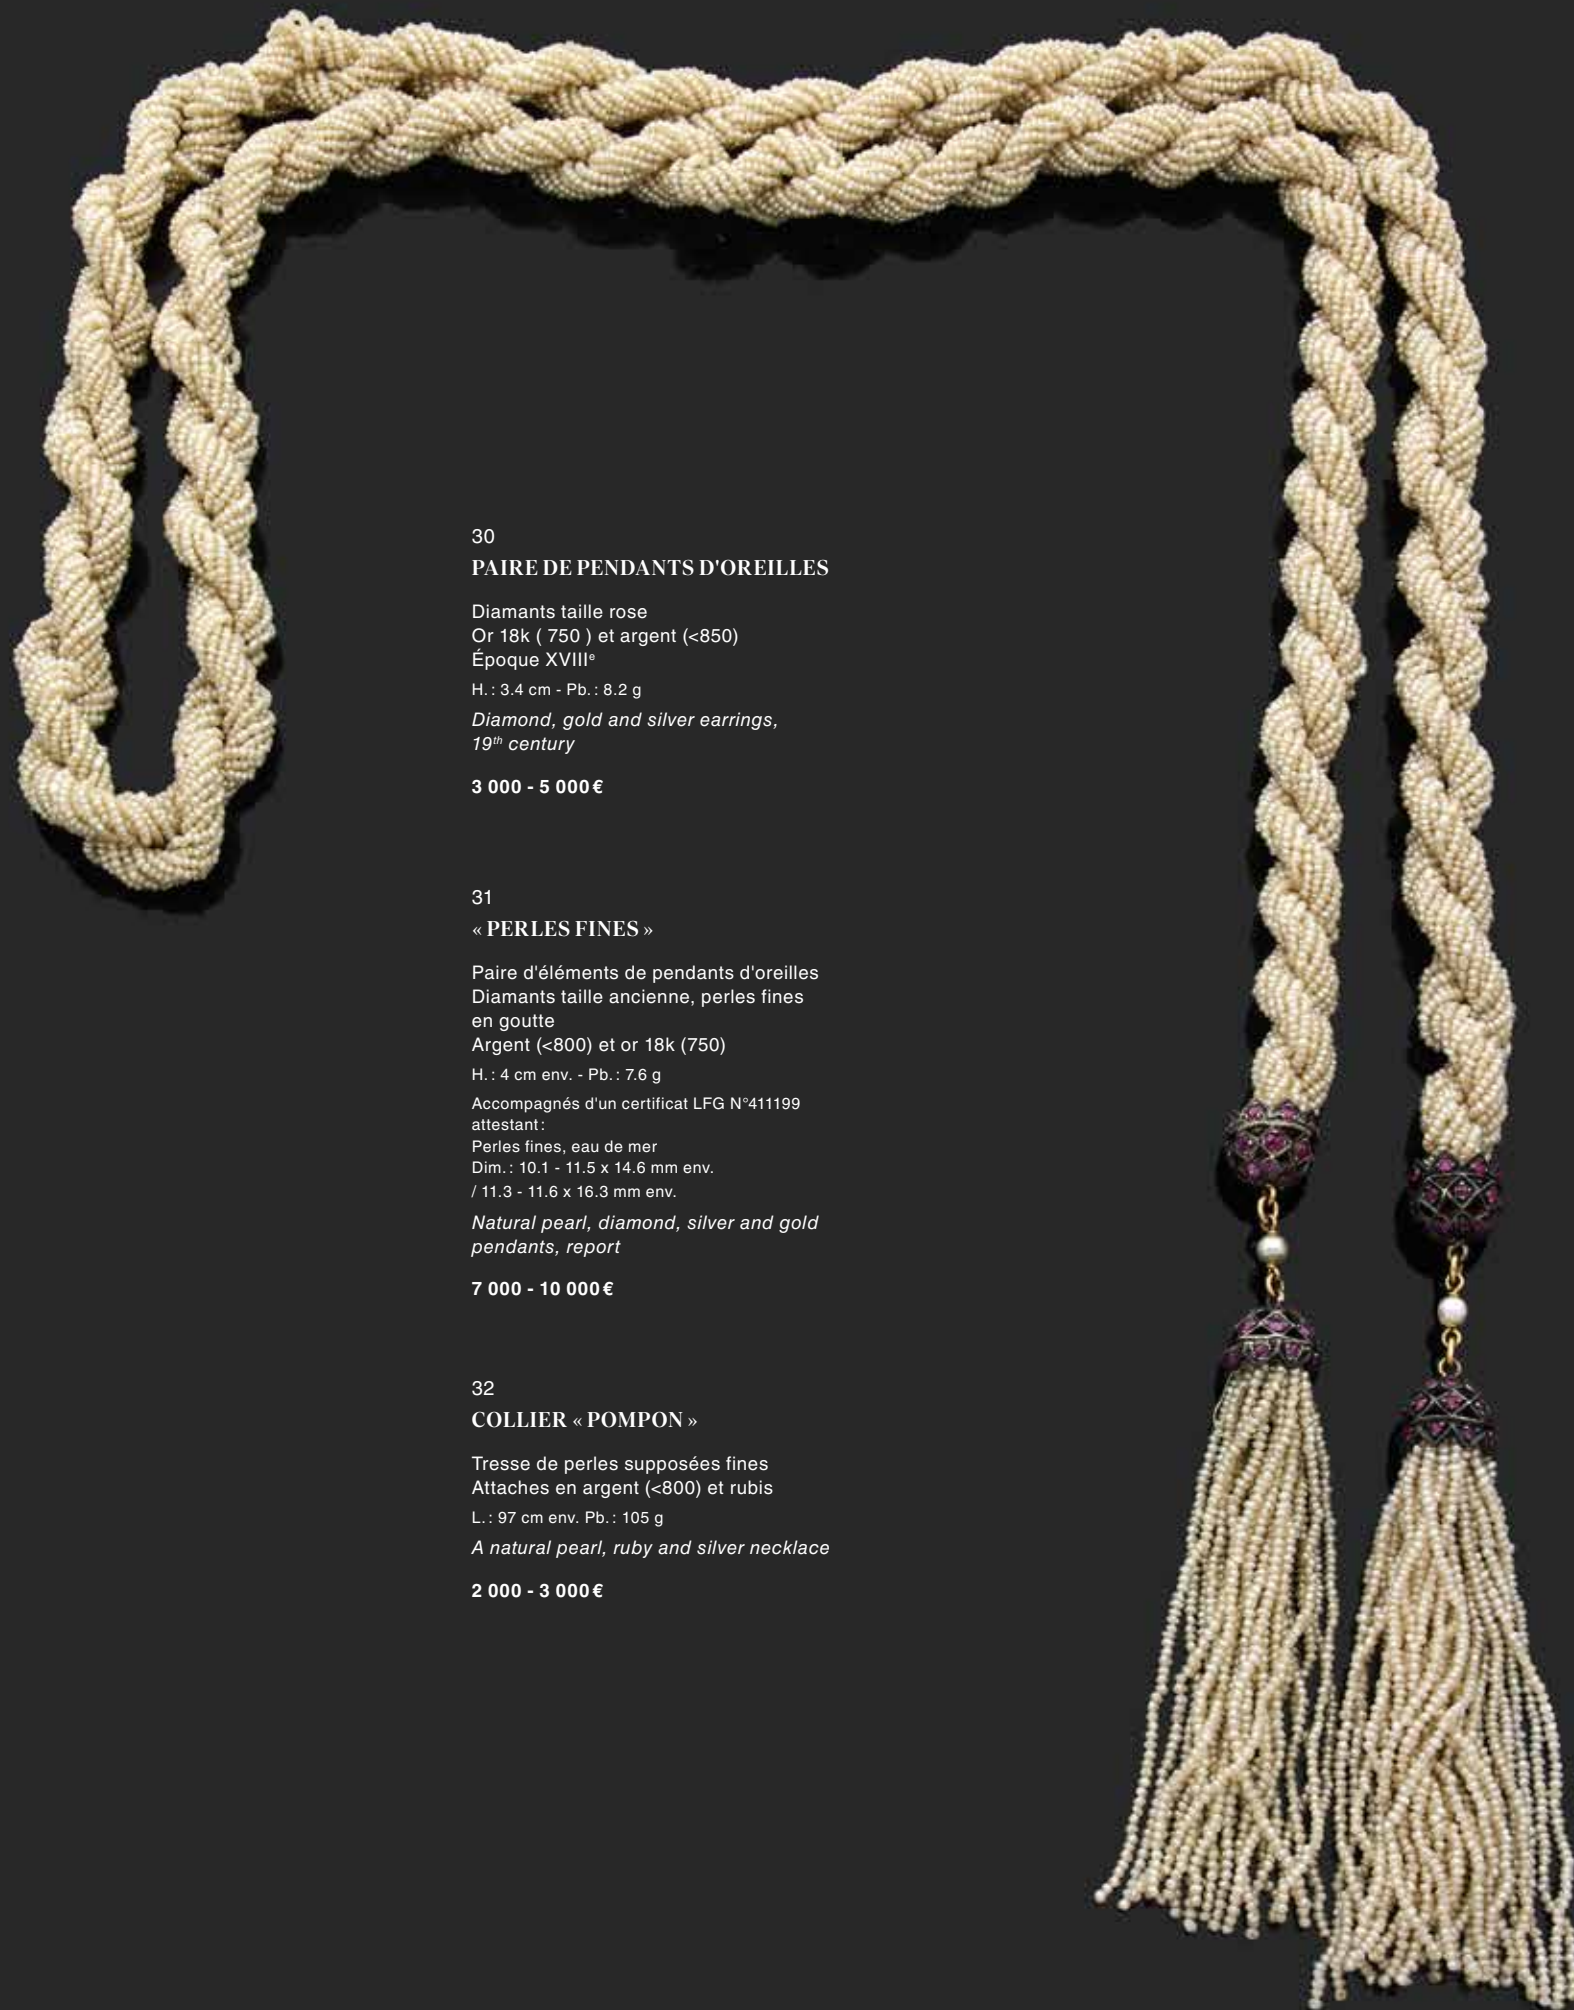 30
PAIRE DE PENDANTS D'OREILLES
Diamants taille rose
Or 18k ( 750 ) et argent (<850)
Époque XVIIIe
H. : 3.4 cm - Pb. : 8.2 g
Diamond, gold and silver earrings,
19th century
3 000 - 5 000 €
31
« PERLES FINES »
Paire d'éléments de pendants d'oreilles
Diamants taille ancienne, perles fines
en goutte
Argent (<800) et or 18k (750)
H. : 4 cm env. - Pb. : 7.6 g
Accompagnés d'un certificat LFG N°411199
attestant :
Perles fines, eau de mer
Dim. : 10.1 - 11.5 x 14.6 mm env.
/ 11.3 - 11.6 x 16.3 mm env.
Natural pearl, diamond, silver and gold
pendants, report
7 000 - 10 000 €
32
COLLIER « POMPON »
Tresse de perles supposées fines
Attaches en argent (<800) et rubis
L. : 97 cm env. Pb. : 105 g
A natural pearl, ruby and silver necklace
2 000 - 3 000 €